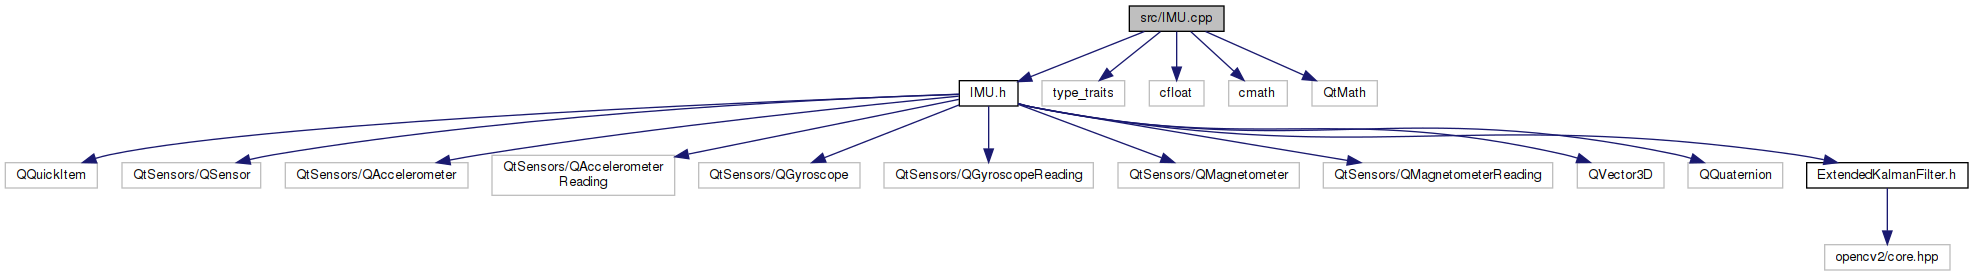 src/IMU.cpp
IMU.h
type_traits
cfloat
cmath
QtMath
QQuickItem
QtSensors/QSensor
QtSensors/QAccelerometer
QtSensors/QAccelerometer
Reading
QtSensors/QGyroscope
QtSensors/QGyroscopeReading
QtSensors/QMagnetometer
QtSensors/QMagnetometerReading
QVector3D
QQuaternion
ExtendedKalmanFilter.h
opencv2/core.hpp